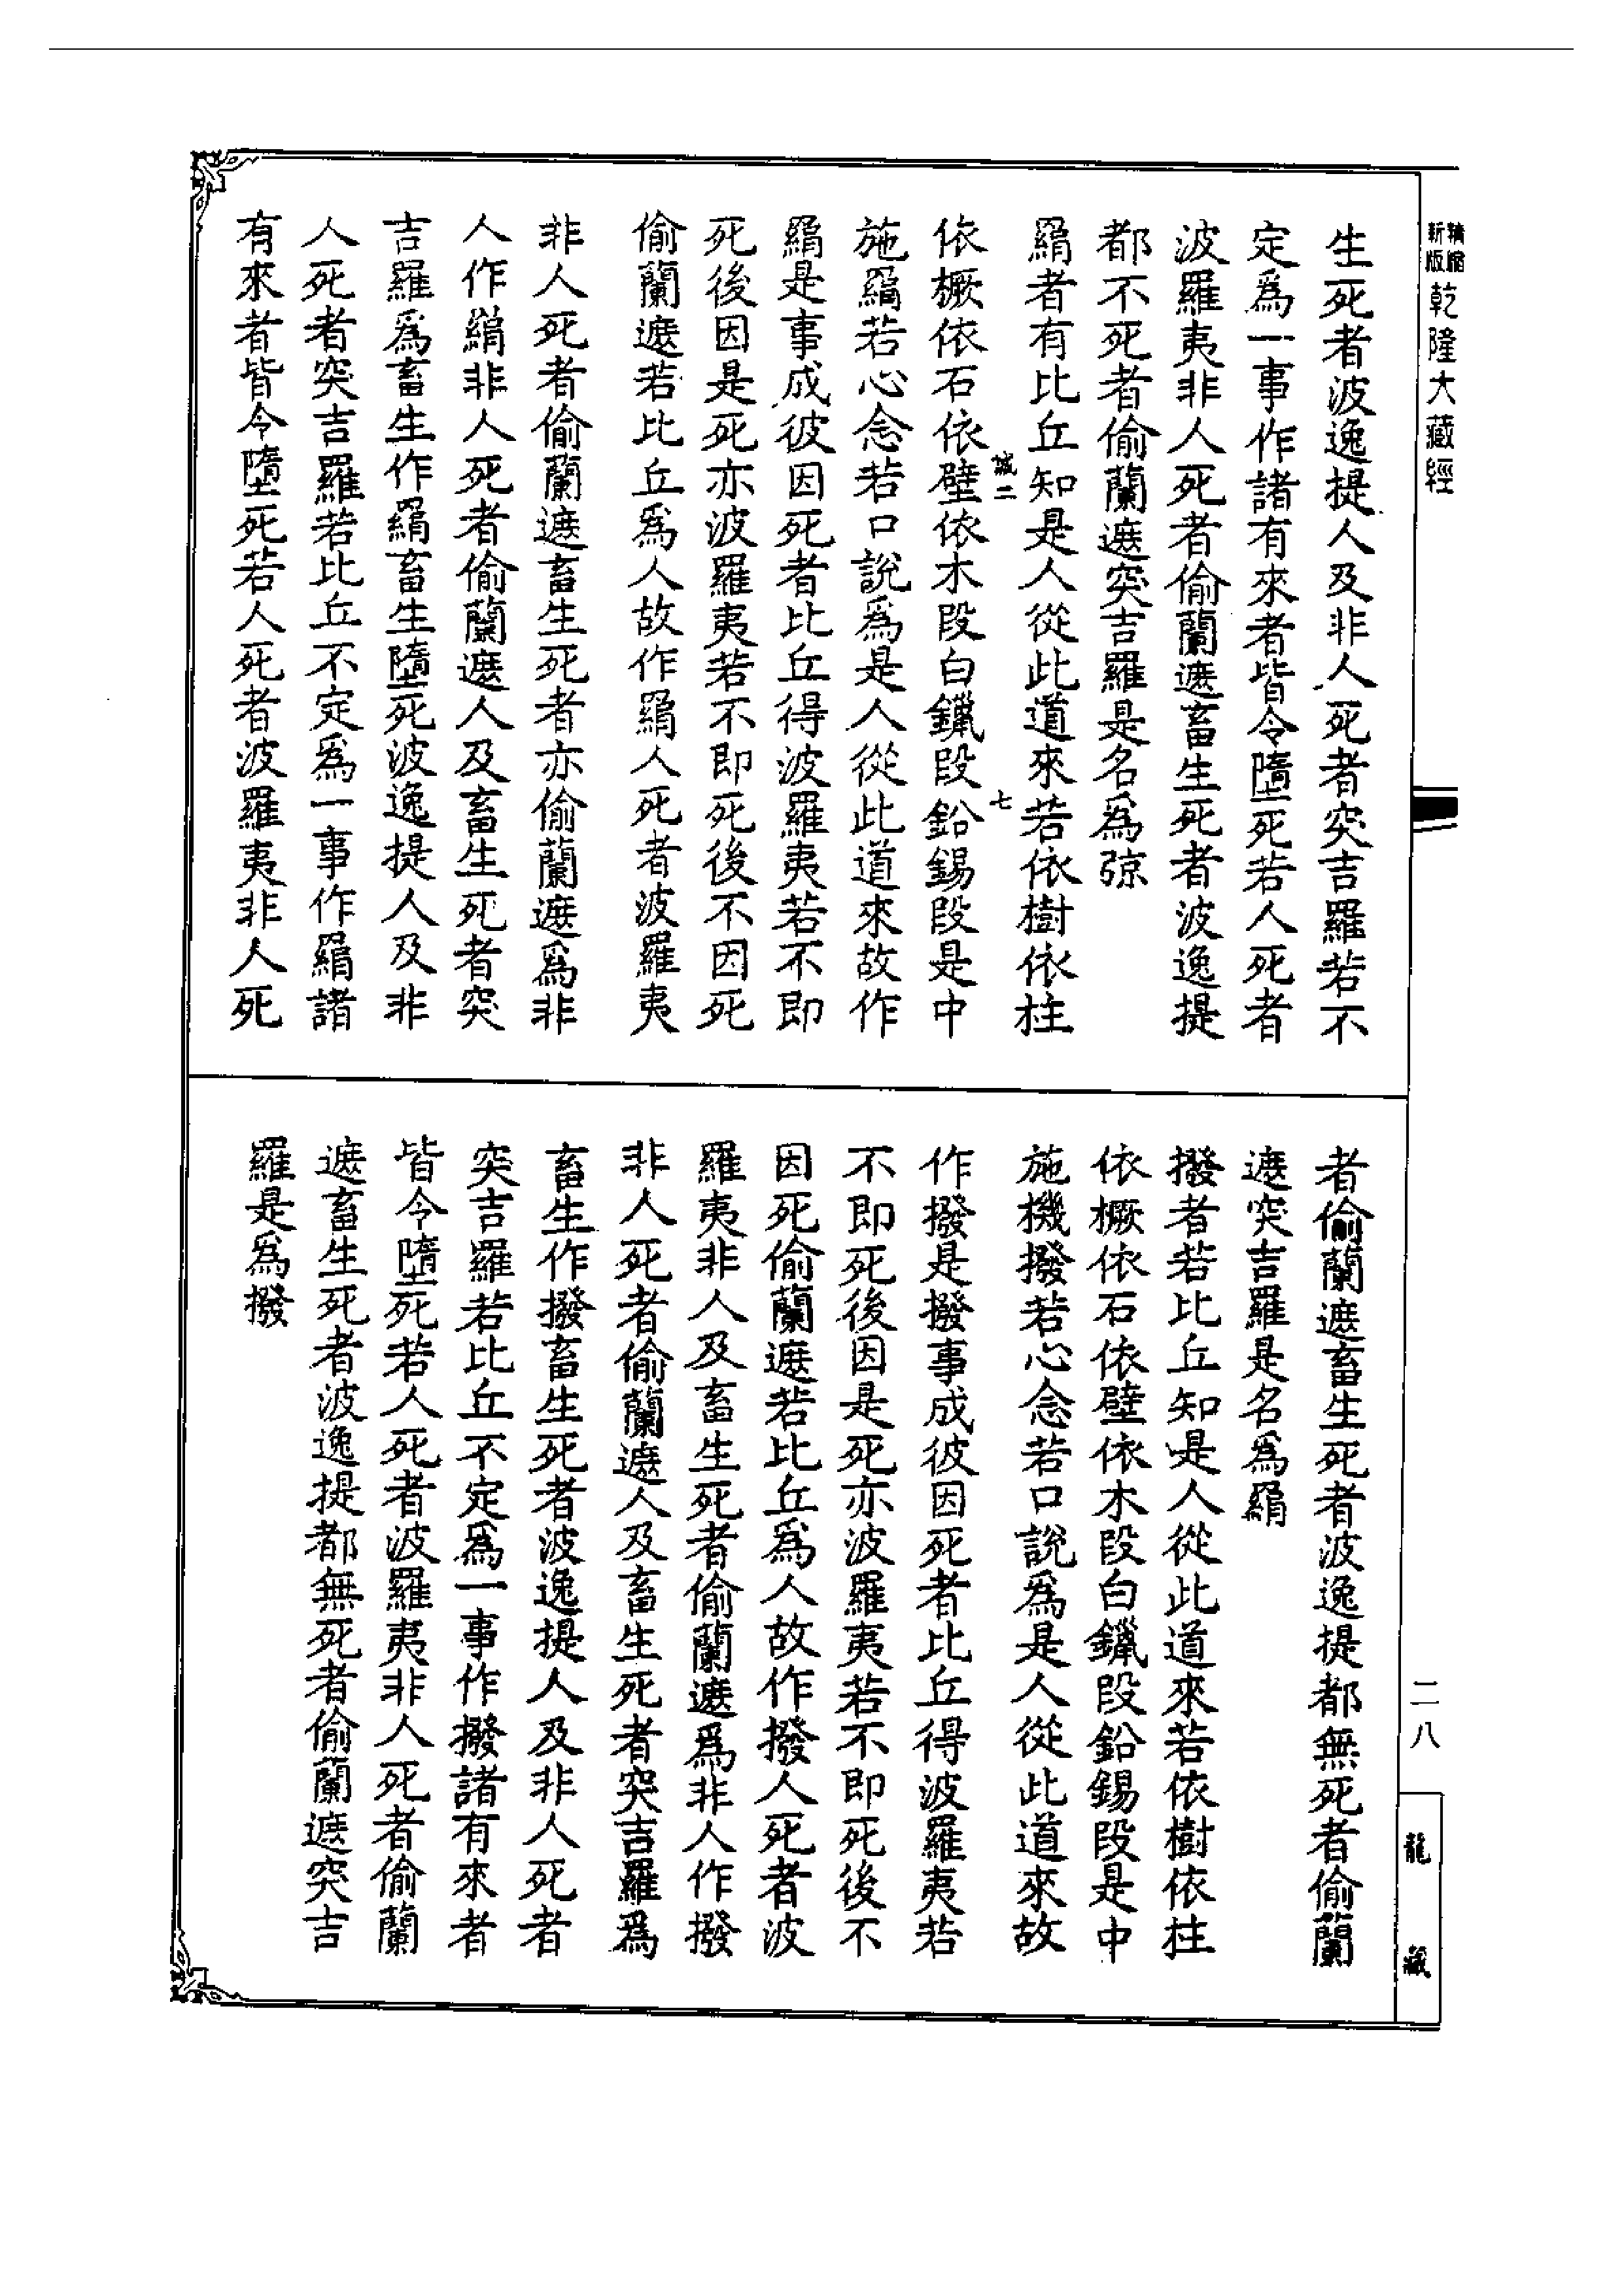 精縮
新版
乾隆大藏經
生死者波逸提人及非人死者突吉羅若不
定爲一事作諸有來者皆令墮死若人死者
波羅夷非人死者偷蘭遮畜生死者波逸提
都不死者偷蘭遮突吉羅是名爲弶
羂者有比丘知是人從此道來若依樹依柱
誠二 七
依橛依石依壁依木段白鑞段鉛錫段是中
施羂若心念若口說爲是人從此道來故作
羂是事成彼因死者比丘得波羅夷若不即
死後因是死亦波羅夷若不即死後不因死
偷蘭遮若比丘爲人故作羂人死者波羅夷
非人死者偷蘭遮畜生死者亦偷蘭遮爲非
人作羂非人死者偷蘭遮人及畜生死者突
吉羅爲畜生作羂畜生墮死波逸提人及非
人死者突吉羅若比丘不定爲一事作羂諸
有來者皆令墮死若人死者波羅夷非人死
者偷蘭遮畜生死者波逸提都無死者偷蘭
遮突吉羅是名爲羂
撥者若比丘知是人從此道來若依樹依柱
依橛依石依壁依木段白鑞段鉛錫段是中
施機撥若心念若口說爲是人從此道來故
作撥是撥事成彼因死者比丘得波羅夷若
不即死後因是死亦波羅夷若不即死後不
因死偷蘭遮若比丘爲人故作撥人死者波
羅夷非人及畜生死者偷蘭遮爲非人作撥
非人死者偷蘭遮人及畜生死者突吉羅爲
畜生作撥畜生死者波逸提人及非人死者
突吉羅若比丘不定爲一事作撥諸有來者
皆令墮死若人死者波羅夷非人死者偷蘭
遮畜生死者波逸提都無死者偷蘭遮突吉
羅是爲撥
二八
龍藏